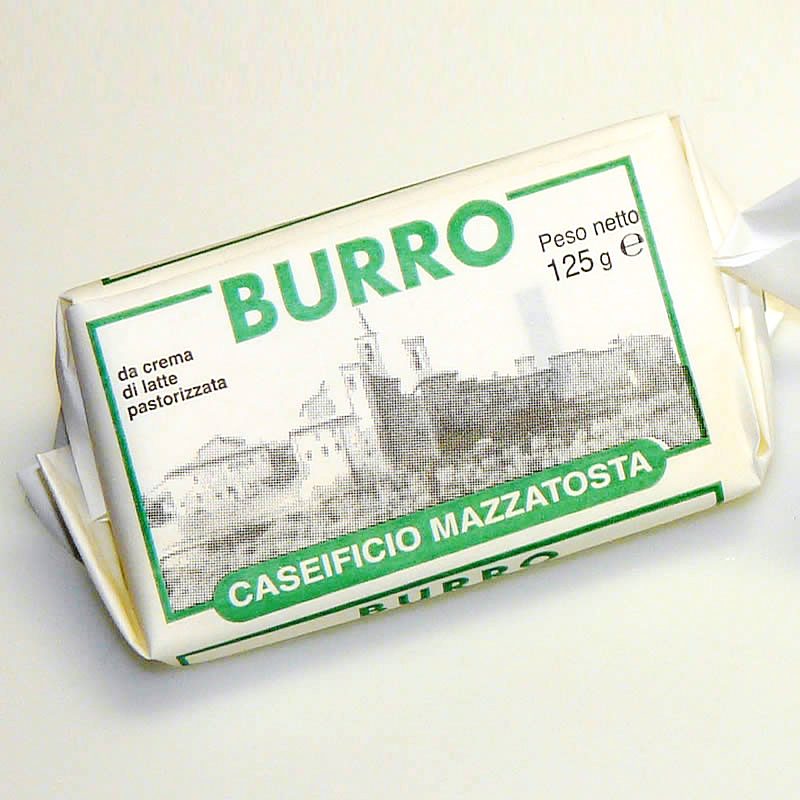 BURRO
Peso netto
125 g ℮
da crema
di latte
pastorizzata
CASEIFICIO MAZZATOSTA
BURRO